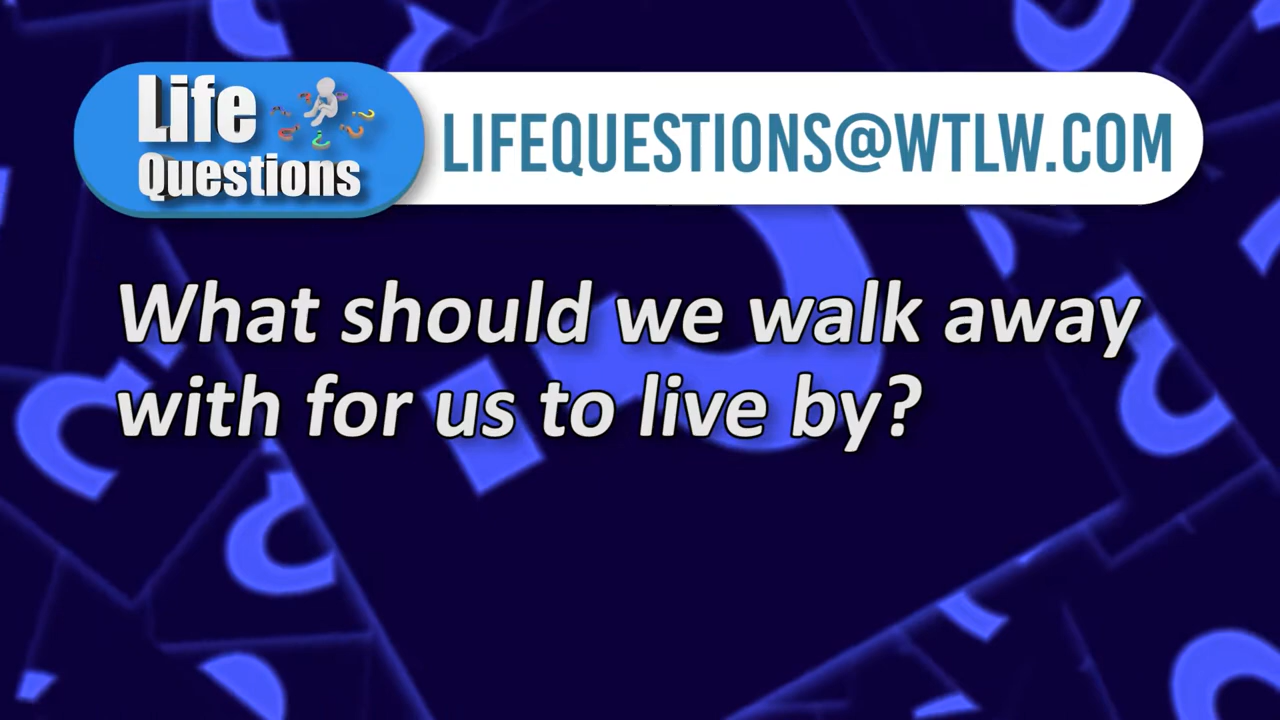 Life
Questions
LIFEQUESTIONS@WTLW.COM
What should we walk away
with for us to live by?